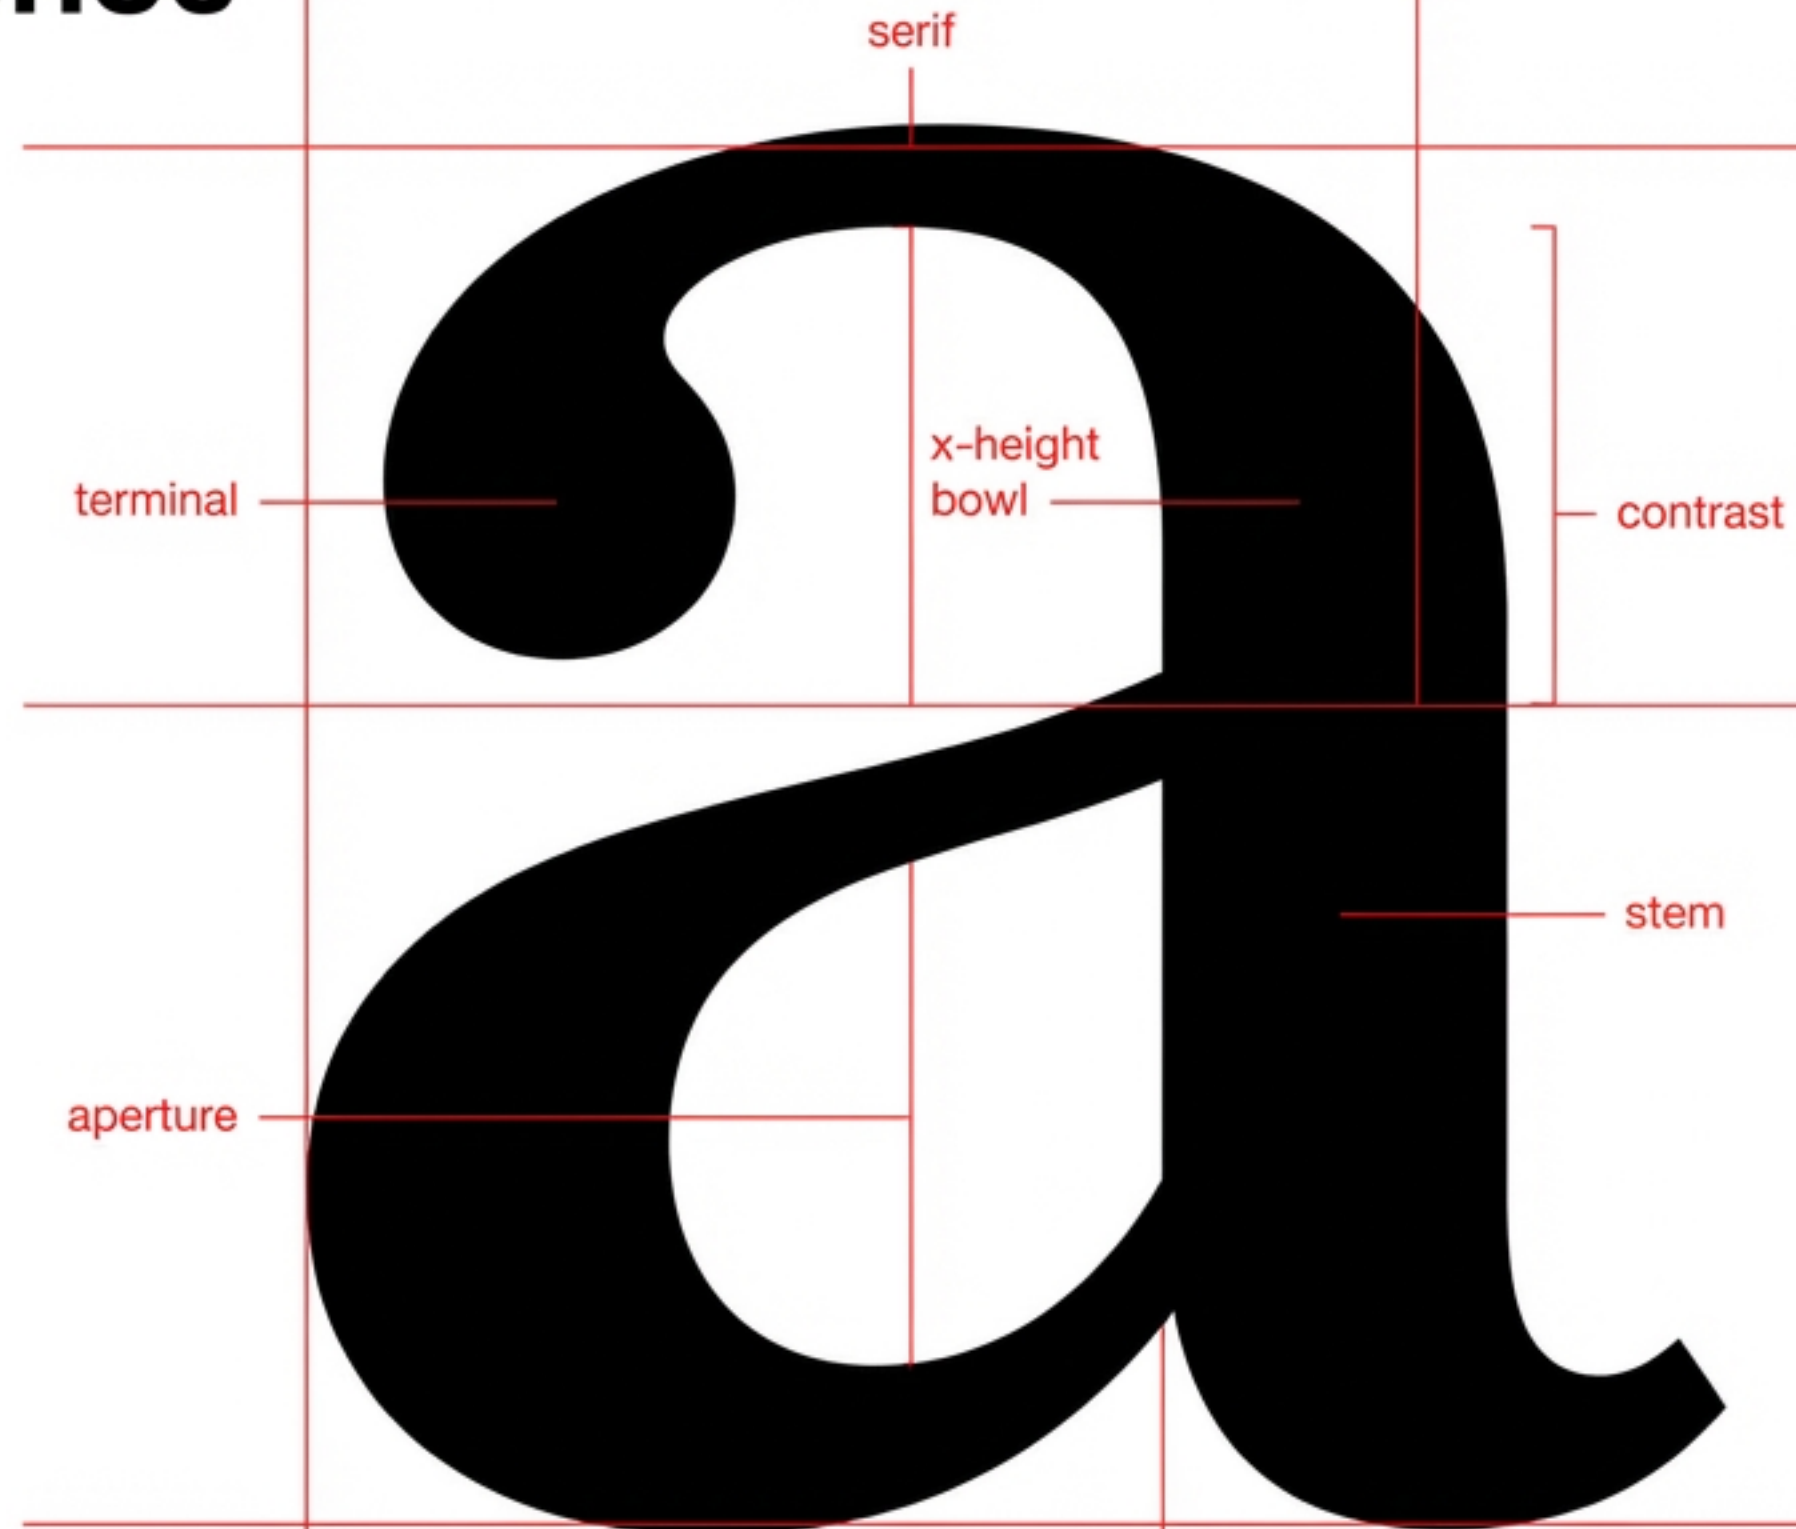 serif
x-height
terminal
bowl
contrast
stem
aperture
a